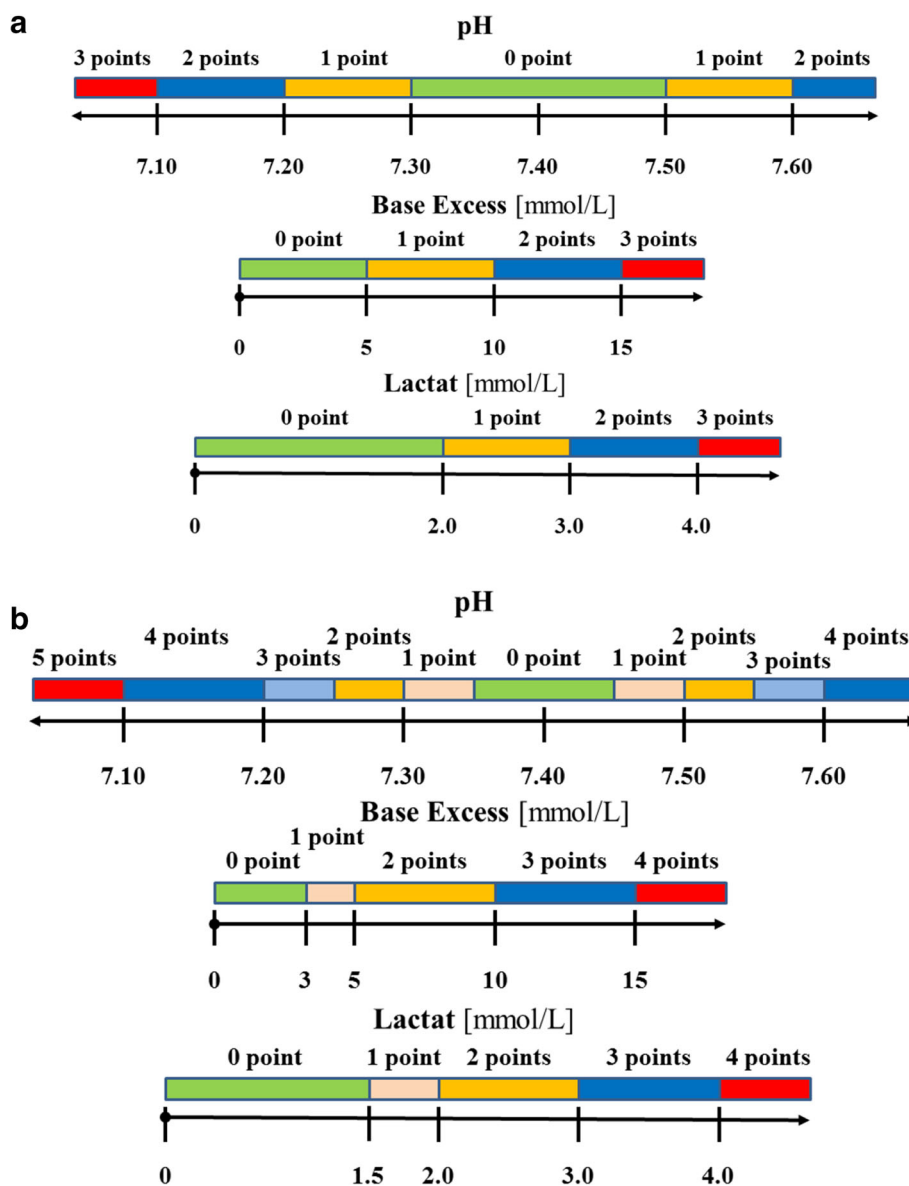 a
pH
3 points 2 points 1 point 0 point 1 point 2 points
7.10 7.20 7.30 7.40 7.50 7.60
Base Excess [mmol/L]
0 point 1 point 2 points 3 points
0 5 10 15
Lactat [mmol/L]
0 point 1 point 2 points 3 points
0 2.0 3.0 4.0
b
pH
4 points 2 points 2 points 4 points
5 points 3 points 1 point 0 point 1 point 3 points
7.10 7.20 7.30 7.40 7.50 7.60
Base Excess [mmol/L]
1 point
0 point 2 points 3 points 4 points
0 3 5 10 15
Lactat [mmol/L]
0 point 1 point 2 points 3 points 4 points
0 1.5 2.0 3.0 4.0